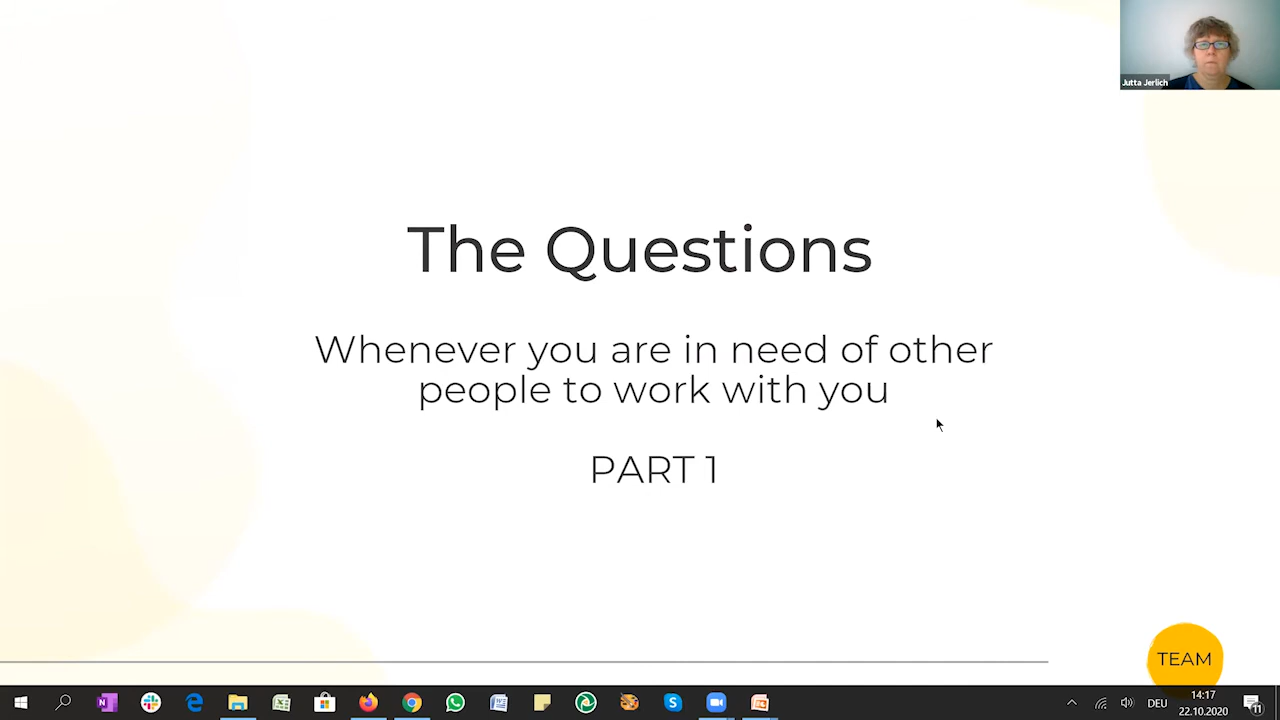 Jutta Jerlich
The Questions
Whenever you are in need of other
people to work with you
PART 1
TEAM
DEU
14:17
22.10.2020
11